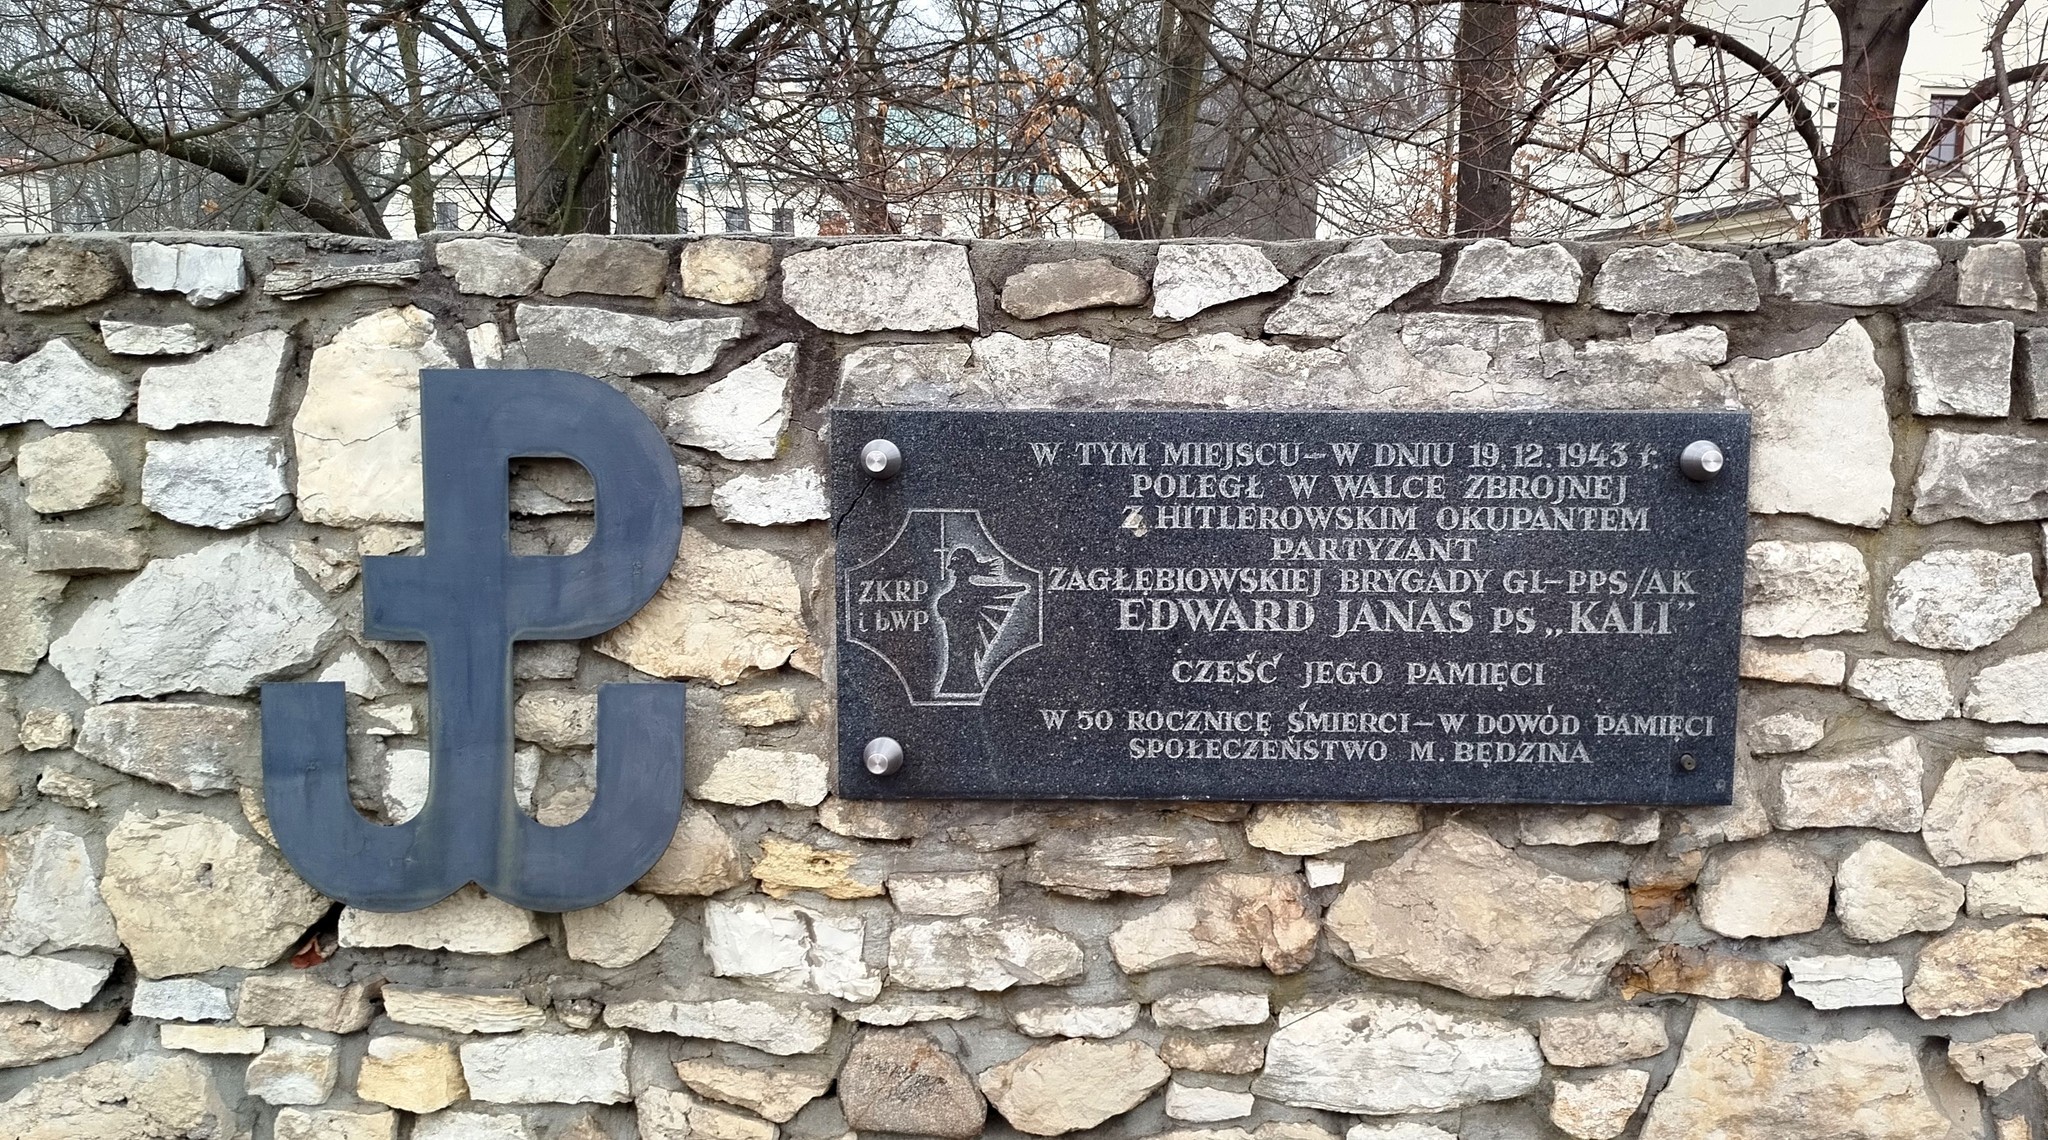 W TYM MIEJSCU – W DNIU 19.12.1943 r.
POLEGŁ W WALCE ZBROJNEJ
Z HITLEROWSKIM OKUPANTEM
PARTYZANT
ZAGŁĘBIOWSKIEJ BRYGADY GL-PPS/AK
EDWARD JANAS PS „KALI”
CZEŚĆ JEGO PAMIĘCI
W 50 ROCZNICĘ ŚMIERCI – W DOWÓD PAMIĘCI
SPOŁECZEŃSTWO M. BĘDZINA
ZKRP
i b.WP